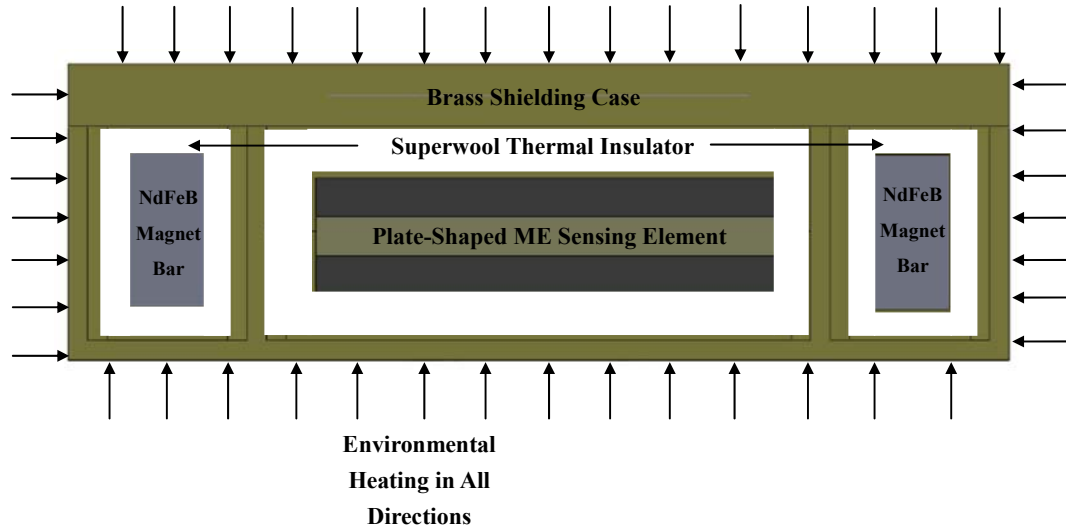 Brass Shielding Case
Superwool Thermal Insulator
NdFeB
Magnet
Bar
Plate-Shaped ME Sensing Element
NdFeB
Magnet
Bar
Environmental
Heating in All
Directions